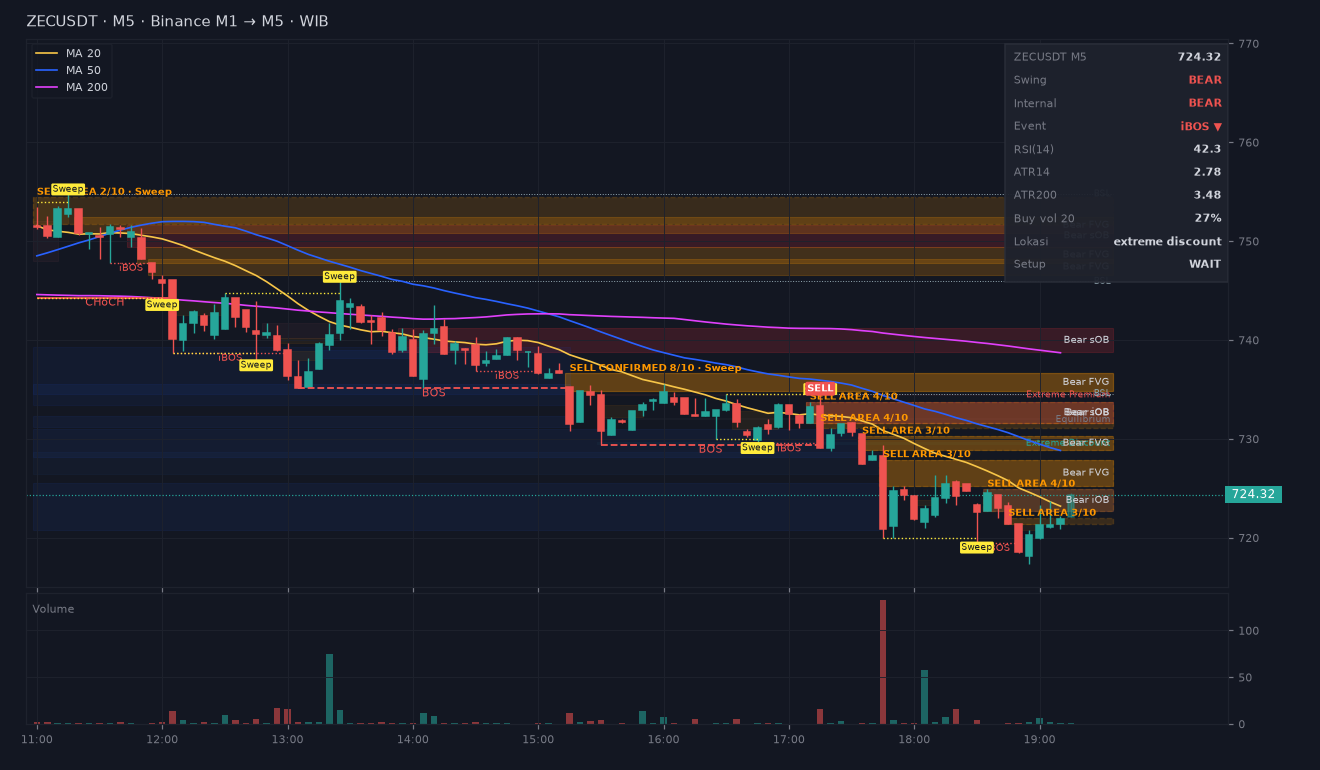 ZECUSDT · M5 · Binance M1 → M5 · WIB
MA 20
MA 50
MA 200
ZECUSDT M5 724.32
Swing BEAR
Internal BEAR
Event iBOS ▼
RSI(14) 42.3
ATR14 2.78
ATR200 3.48
Buy vol 20 27%
Lokasi extreme discount
Setup WAIT
770
760
750
740
730
720
724.32
2/10 · Sweep
Sweep
iBOS
CHoCH
Sweep
iBOS
Sweep
Sweep
BOS
iBOS
SELL CONFIRMED 8/10 · Sweep
BOS
Sweep
iBOS
SELL
SELL AREA 4/10
SELL AREA 4/10
SELL AREA 3/10
SELL AREA 3/10
SELL AREA 4/10
SELL AREA 3/10
Sweep
Bear sOB
Bear FVG
Extreme Premium
BSL
Bear sOB
Equilibrium
Bear FVG
Bear FVG
Bear iOB
Volume
100
50
0
11:00
12:00
13:00
14:00
15:00
16:00
17:00
18:00
19:00